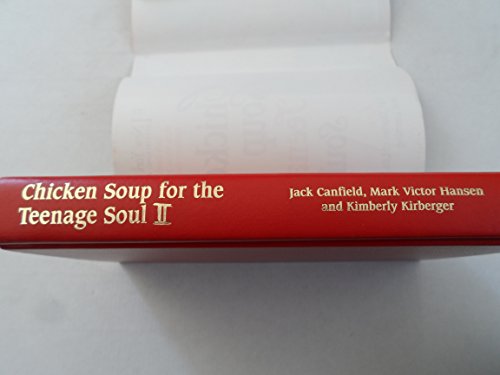 Chicken Soup for the
Teenage Soul II
Jack Canfield, Mark Victor Hansen
and Kimberly Kirberger